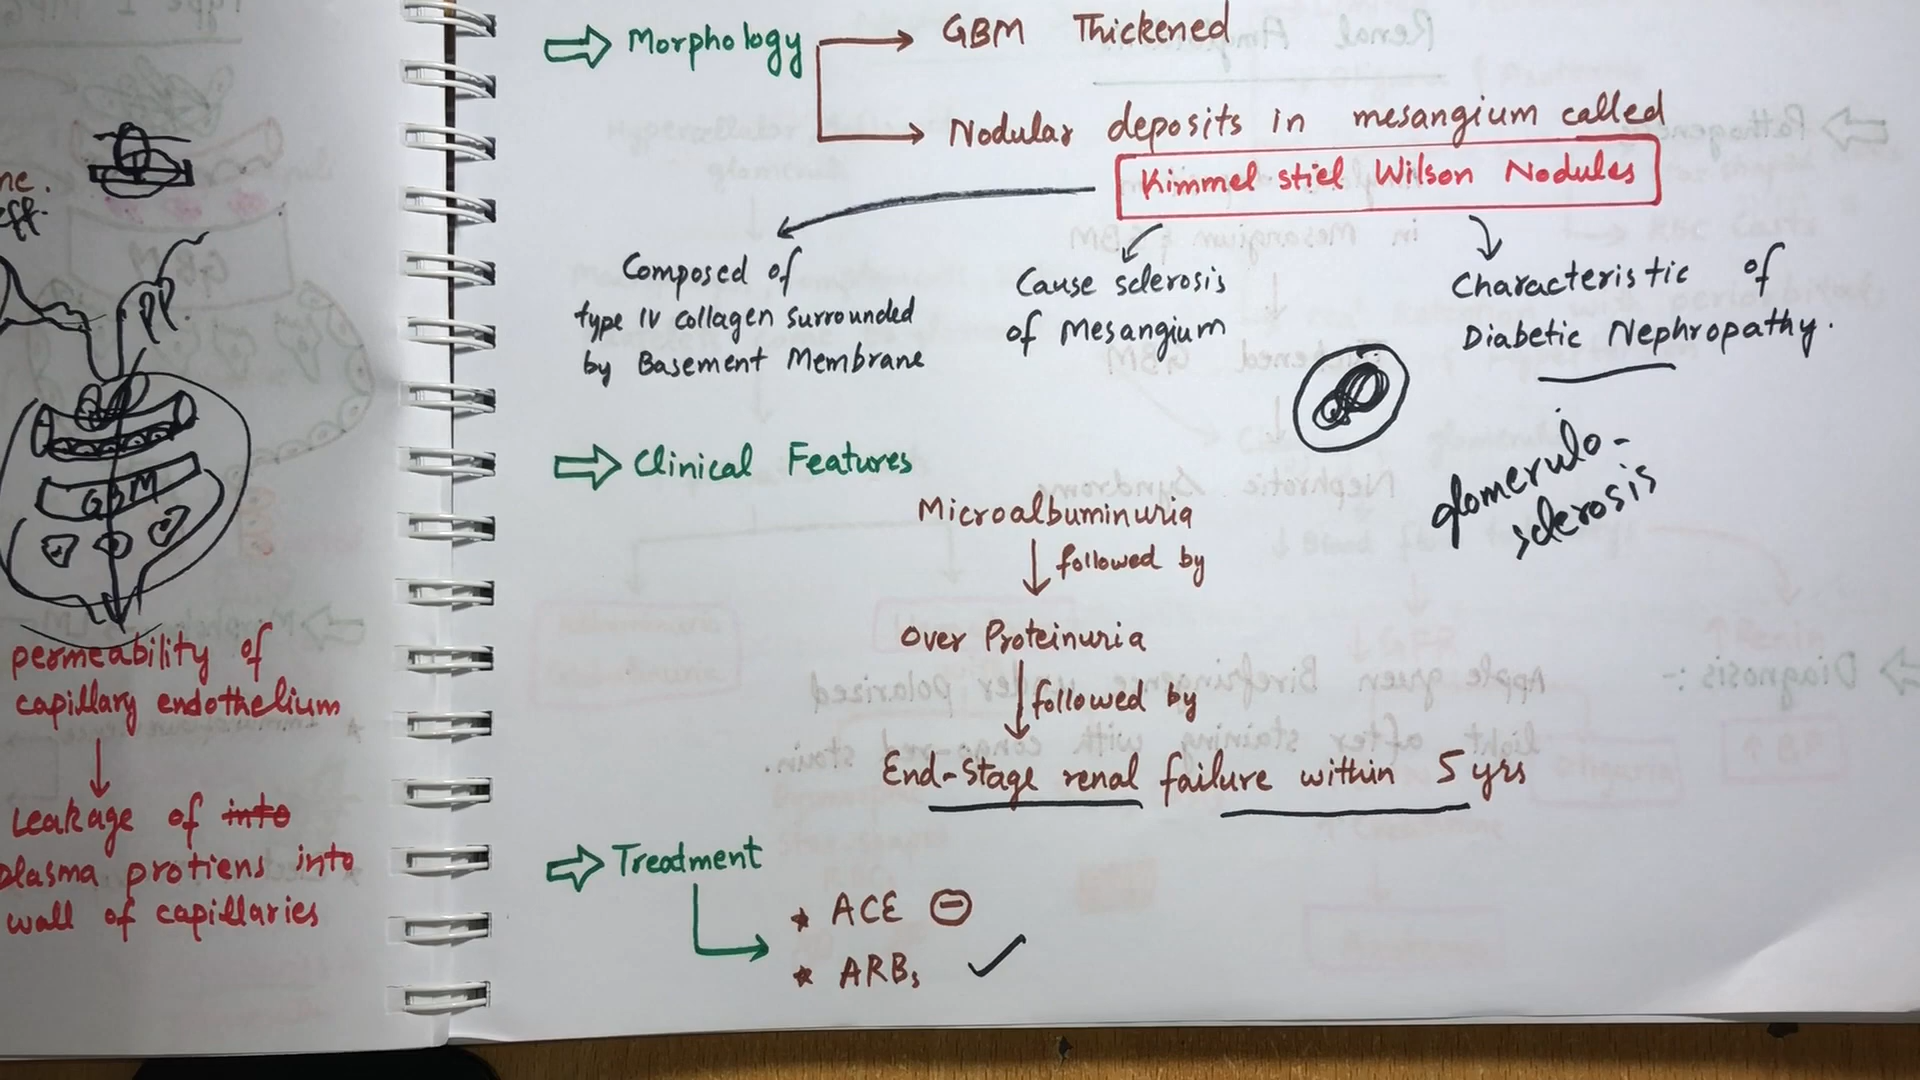 ne.
eff.
PP.
GBM
permeability of
capillary endothelium
Leakage of into
plasma protiens into
wall of capillaries
Morphology
GBM Thickened
Nodular deposits in mesangium called
Kimmel stiel Wilson Nodules
Composed of
type IV collagen surrounded
by Basement Membrane
Cause sclerosis
of Mesangium
Characteristic of
Diabetic Nephropathy.
glomerulo-
sclerosis
Clinical Features
Microalbuminuria
followed by
Over Proteinuria
followed by
End-stage renal failure within 5 yrs
Treatment
* ACE ⊖
* ARBs ✓